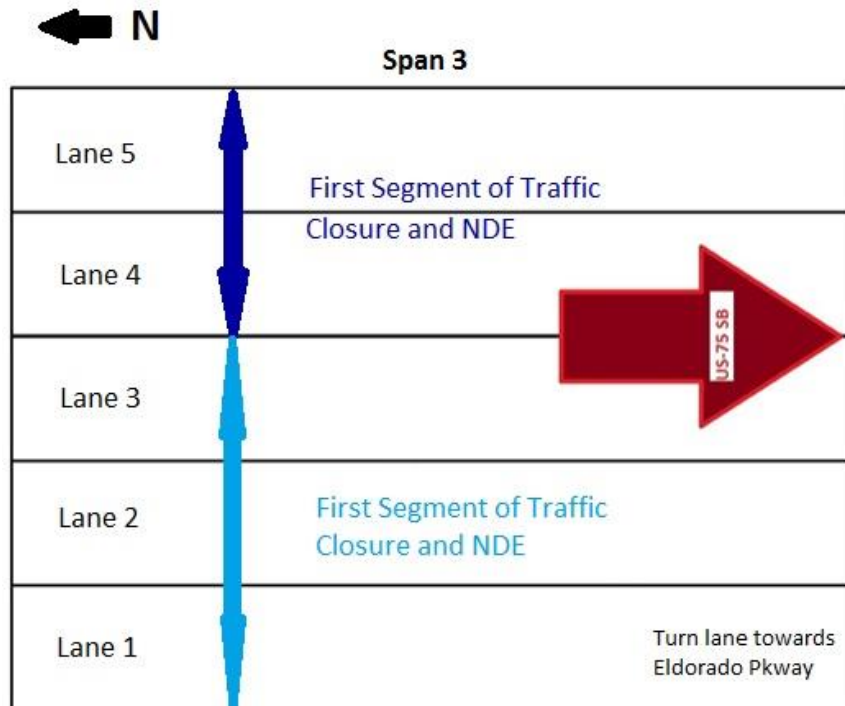 N
Span 3
Lane 5
First Segment of Traffic
Closure and NDE
Lane 4
US-75 SB
Lane 3
Lane 2
First Segment of Traffic
Closure and NDE
Lane 1
Turn lane towards
Eldorado Pkway